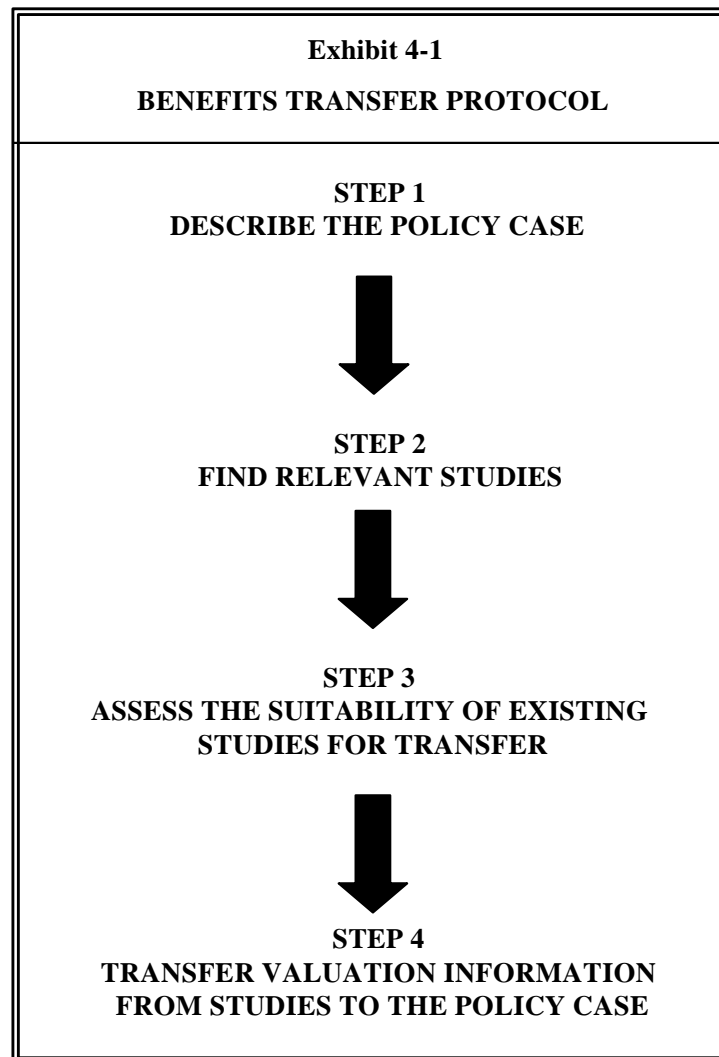 Exhibit 4-1
BENEFITS TRANSFER PROTOCOL
STEP 1
DESCRIBE THE POLICY CASE
STEP 2
FIND RELEVANT STUDIES
STEP 3
ASSESS THE SUITABILITY OF EXISTING
STUDIES FOR TRANSFER
STEP 4
TRANSFER VALUATION INFORMATION
FROM STUDIES TO THE POLICY CASE